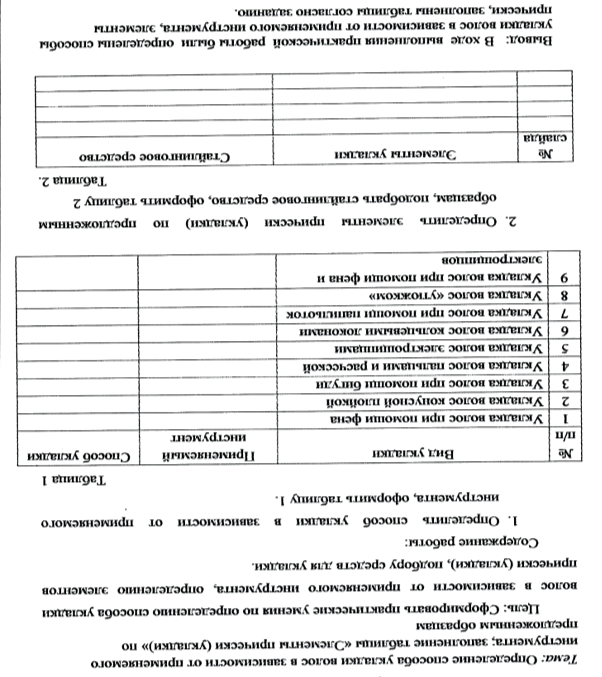 Тема: Определение способа укладки волос в зависимости от применяемого
инструмента; заполнение таблицы «Элементы прически (укладки)» по
предложенным образцам
Цель: Сформировать практические умения по определению способа укладки
волос в зависимости от применяемого инструмента, определению элементов
прически (укладки), подбору средств для укладки.
Содержание работы:
1. Определить способ укладки в зависимости от применяемого
инструмента, оформить таблицу 1.
Таблица 1
№ п/п Вид укладки Применяемый инструмент Способ укладки
1 Укладка волос при помощи фена
2 Укладка волос конусной плойкой
3 Укладка волос при помощи бигуди
4 Укладка волос пальцами и расческой
5 Укладка волос электрощипцами
6 Укладка волос кольцевыми локонами
7 Укладка волос при помощи папильоток
8 Укладка волос «утюжком»
9 Укладка волос при помощи фена и
электрощипцов
2. Определить элементы прически (укладки) по предложенным
образцам, подобрать стайлинговое средство, оформить таблицу 2
Таблица 2.
№ слайда Элементы укладки Стайлинговое средство
Вывод: В ходе выполнения практической работы были определены способы
укладки волос в зависимости от применяемого инструмента, элементы
прически, заполнены таблицы согласно заданию.